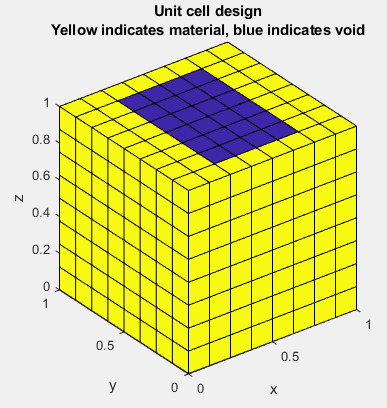 Unit cell design
Yellow indicates material, blue indicates void
1
0.8
0.6
0.4
0.2
0
z
1
0.5
0
y
0
0.5
1
x